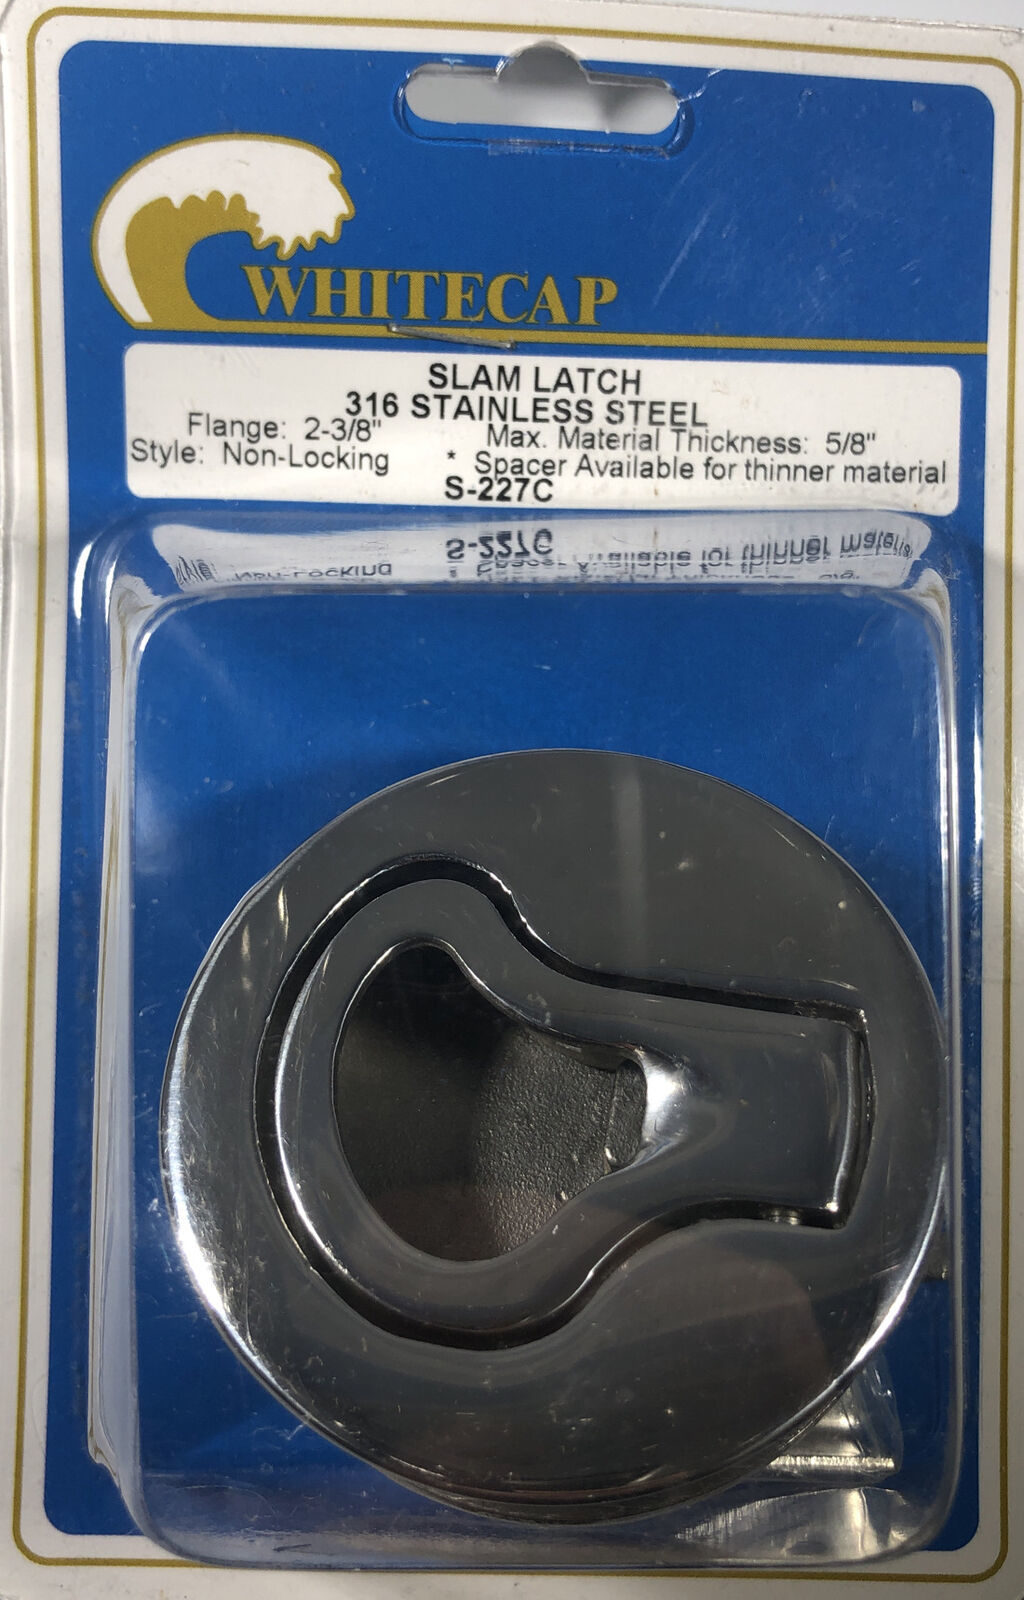 WHITECAP
SLAM LATCH
316 STAINLESS STEEL
Flange: 2-3/8" Max. Material Thickness: 5/8"
Style: Non-Locking * Spacer Available for thinner material
S-227C